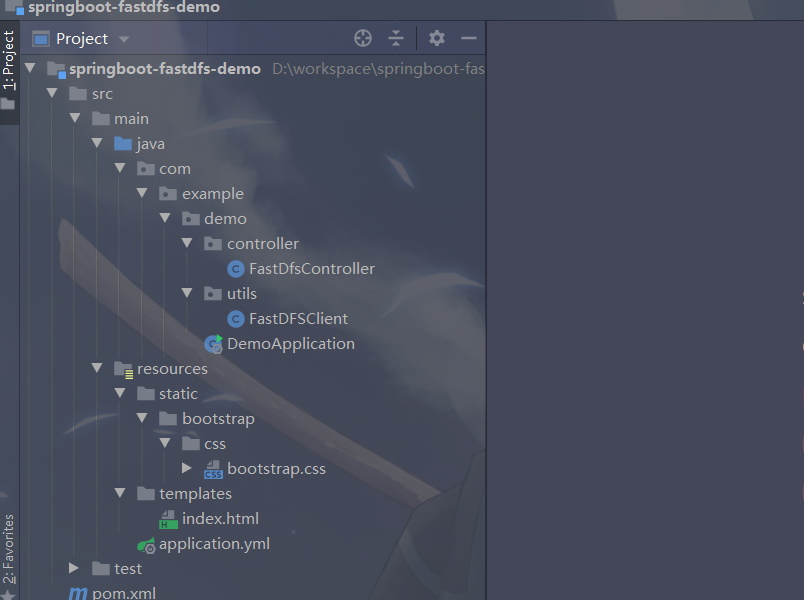 springboot-fastdfs-demo
1: Project
Project
springboot-fastdfs-demo D:\workspace\springboot-fas
src
main
java
com
example
demo
controller
C FastDfsController
utils
C FastDFSClient
DemoApplication
resources
static
bootstrap
css
CSS bootstrap.css
templates
H index.html
application.yml
test
m pom.xml
2: Favorites